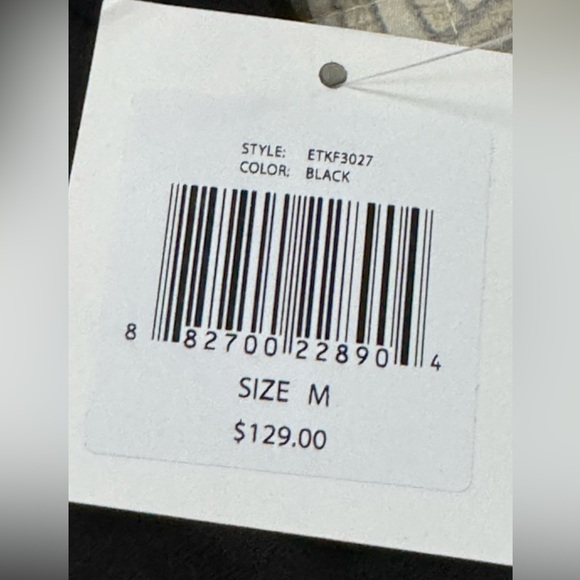 STYLE: ETKF3027
COLOR: BLACK
8 82700 22890 4
SIZE M
$129.00